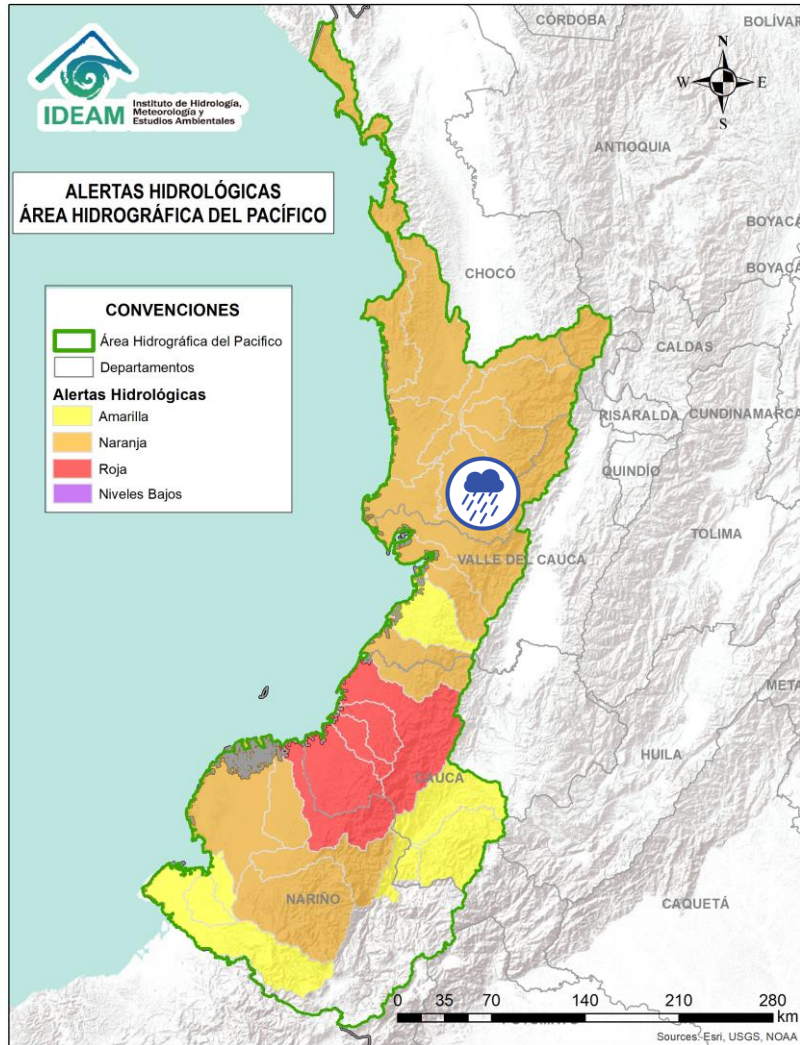 CÓRDOBA
BOLÍVAR
IDEAM
Instituto de Hidrología,
Meteorología y
Estudios Ambientales
N
W
E
S
ANTIOQUIA
ALERTAS HIDROLÓGICAS
ÁREA HIDROGRÁFICA DEL PACÍFICO
BOYACÁ
CHOCÓ
BOYACÁ
CONVENCIONES
Área Hidrográfica del Pacifico
Departamentos
Alertas Hidrológicas
Amarilla
Naranja
Roja
Niveles Bajos
CALDAS
RISARALDA
CUNDINAMARCA
QUINDÍO
TOLIMA
VALLE DEL CAUCA
META
HUILA
CAUCA
NARIÑO
CAQUETÁ
0 35 70 140 210 280
km
Sources: Esri, USGS, NOAA